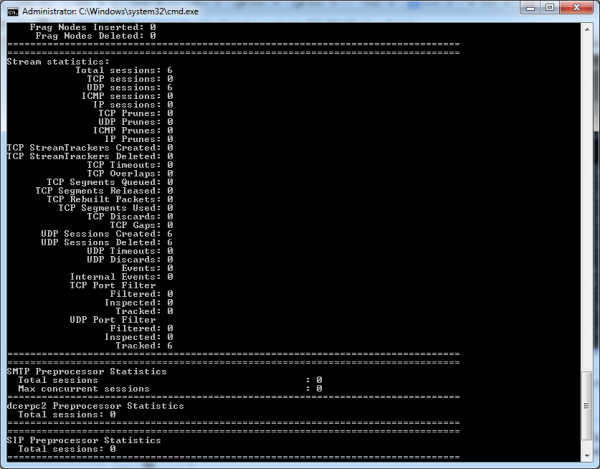 Administrator: C:\Windows\system32\cmd.exe
Frag Nodes Inserted: 0
Frag Nodes Deleted: 0
===============================================================================
===============================================================================
Stream statistics:
Total sessions: 6
TCP sessions: 0
UDP sessions: 6
ICMP sessions: 0
IP sessions: 0
TCP Prunes: 0
UDP Prunes: 0
ICMP Prunes: 0
IP Prunes: 0
TCP StreamTrackers Created: 0
TCP StreamTrackers Deleted: 0
TCP Timeouts: 0
TCP Overlaps: 0
TCP Segments Queued: 0
TCP Segments Released: 0
TCP Rebuilt Packets: 0
TCP Segments Used: 0
TCP Discards: 0
TCP Gaps: 0
UDP Sessions Created: 6
UDP Sessions Deleted: 6
UDP Timeouts: 0
UDP Discards: 0
Events: 0
Internal Events: 0
TCP Port Filter
Filtered: 0
Inspected: 0
Tracked: 0
UDP Port Filter
Filtered: 0
Inspected: 0
Tracked: 6
===============================================================================
===============================================================================
SMTP Preprocessor Statistics
Total sessions : 0
Max concurrent sessions : 0
===============================================================================
dcerpc2 Preprocessor Statistics
Total sessions: 0
===============================================================================
===============================================================================
SIP Preprocessor Statistics
Total sessions: 0
===============================================================================